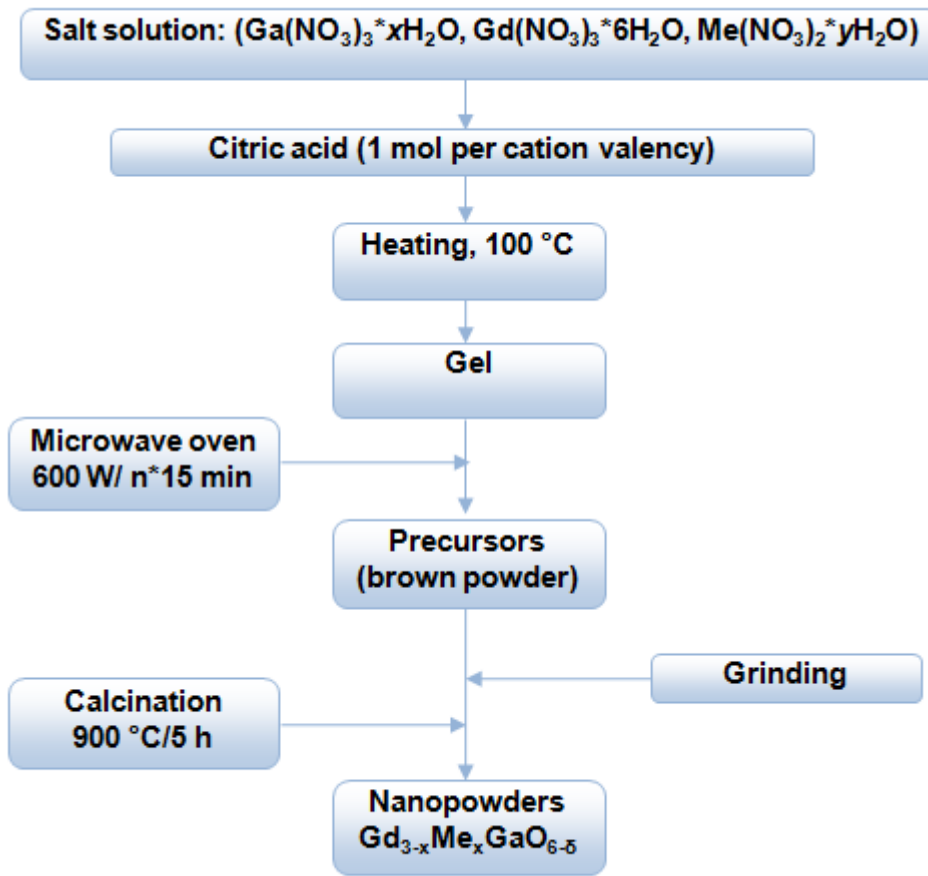 Salt solution: (Ga(NO₃)₃*xH₂O, Gd(NO₃)₃*6H₂O, Me(NO₃)₂*yH₂O)
Citric acid (1 mol per cation valency)
Heating, 100 °C
Gel
Microwave oven
600 W/ n*15 min
Precursors
(brown powder)
Grinding
Calcination
900 °C/5 h
Nanopowders
Gd₃₋ₓMeₓGaO₆₋δ